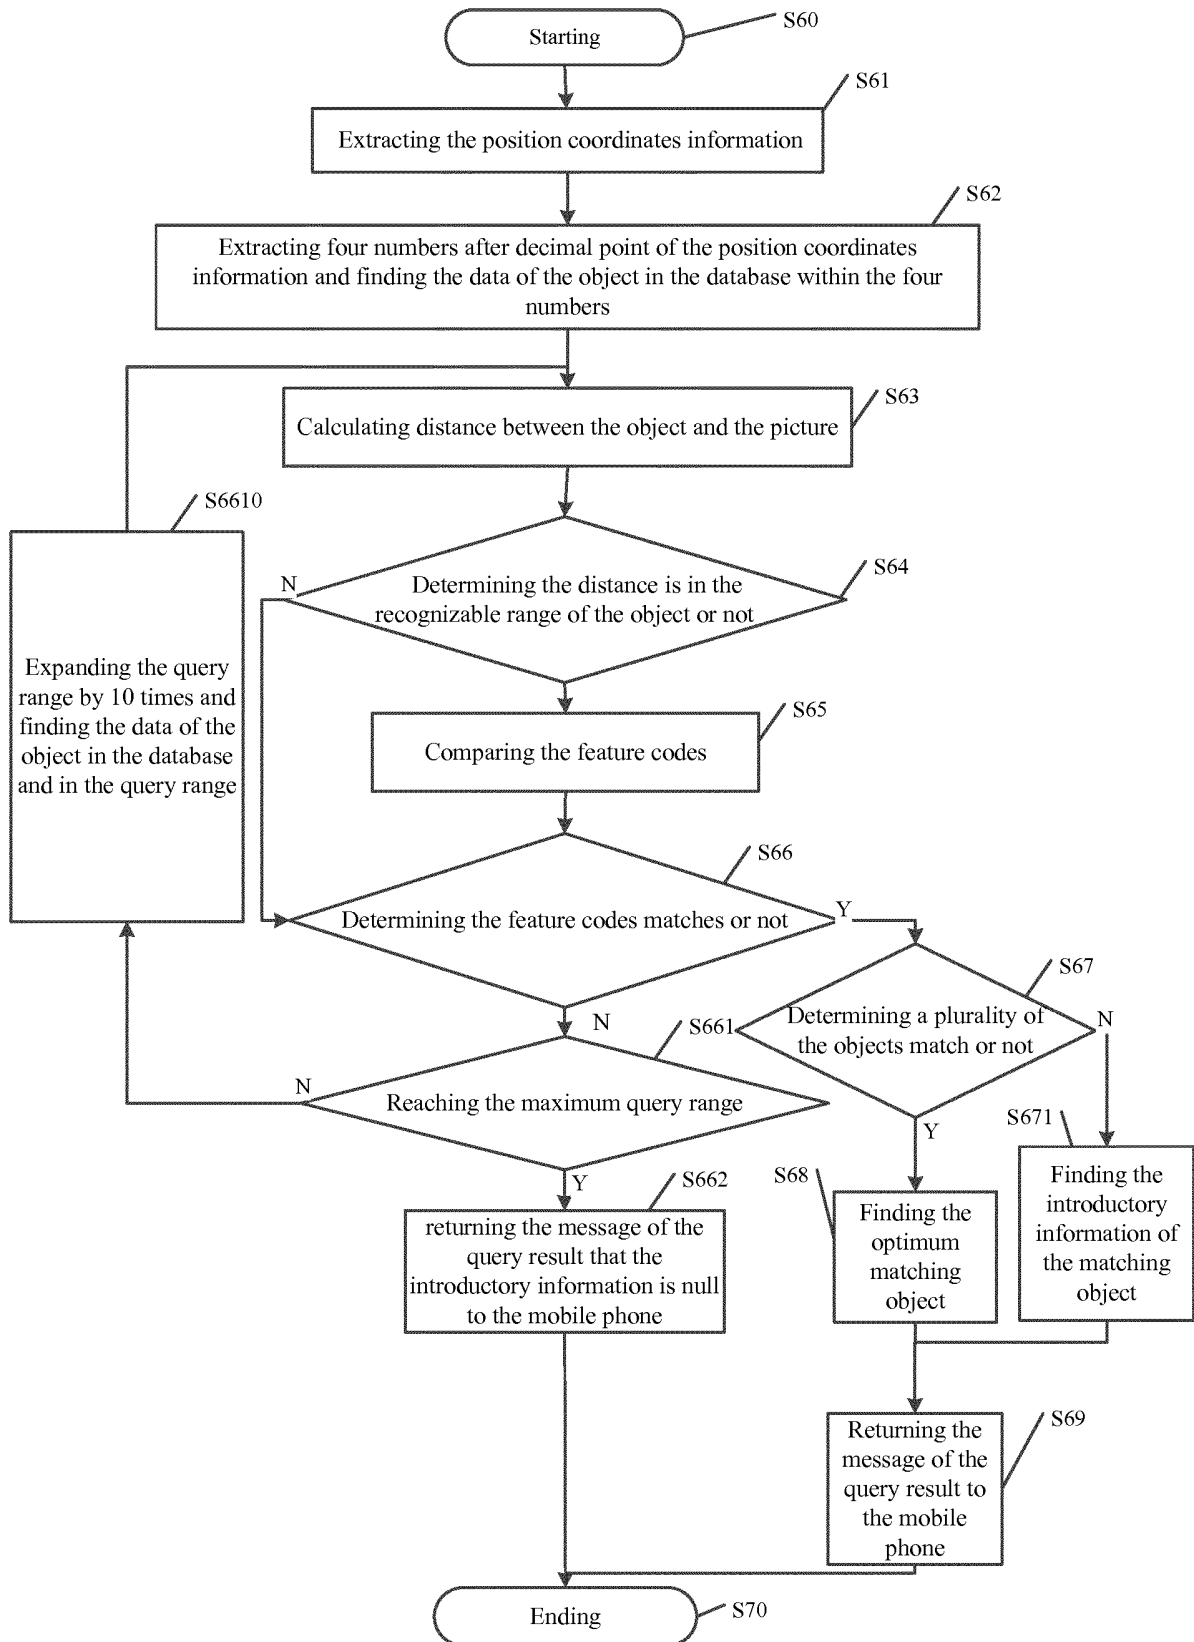 Starting
S60
S61
Extracting the position coordinates information
S62
Extracting four numbers after decimal point of the position coordinates
information and finding the data of the object in the database within the four
numbers
S63
Calculating distance between the object and the picture
S6610
S64
N
Determining the distance is in the
recognizable range of the object or not
Expanding the query
range by 10 times and
finding the data of the
object in the database
and in the query range
S65
Comparing the feature codes
S66
Determining the feature codes matches or not
Y
S67
Determining a plurality of
the objects match or not
N
N
S661
N
Reaching the maximum query range
Y
S671
Y
S662
S68
returning the message of the
query result that the
introductory information is null
to the mobile phone
Finding the
optimum
matching
object
Finding the
introductory
information of
the matching
object
S69
Returning the
message of the
query result to
the mobile
phone
Ending
S70